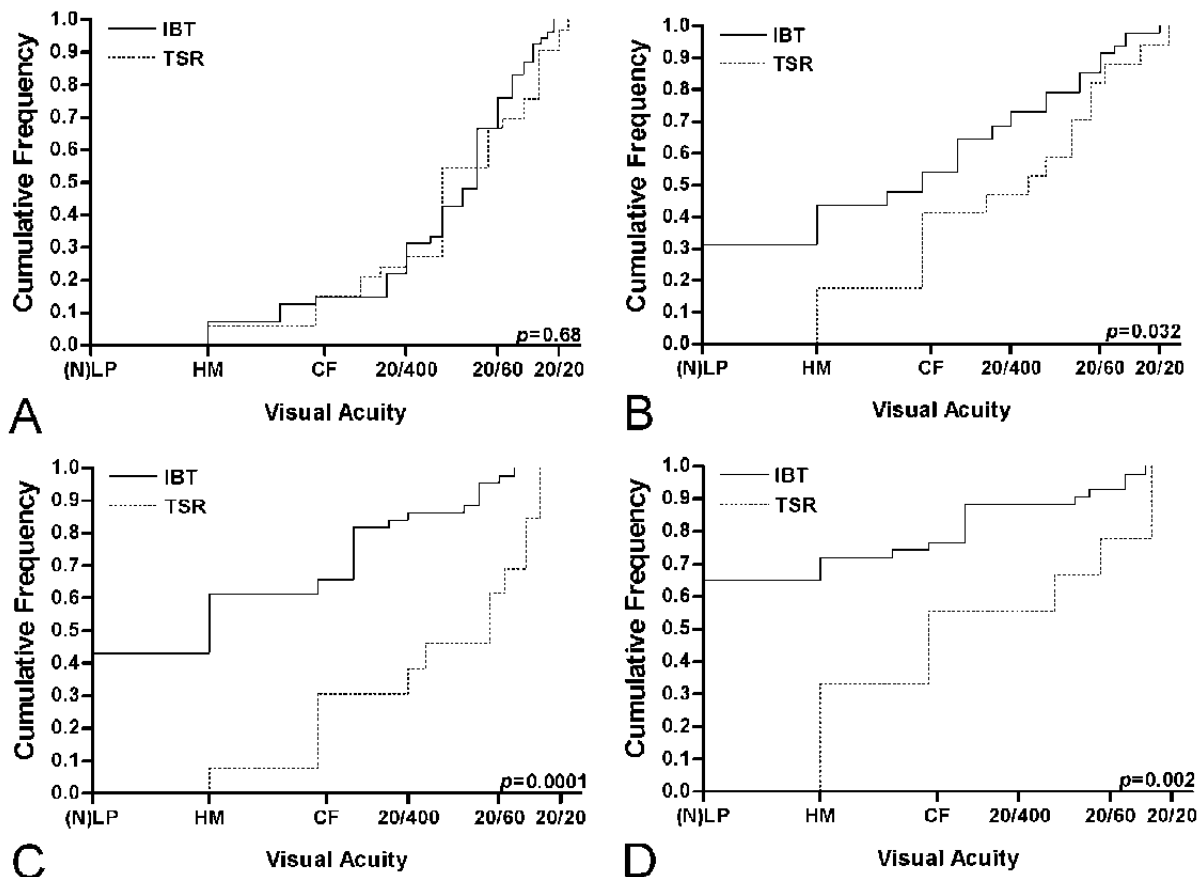 IBT
TSR
Cumulative Frequency
1.0
0.9
0.8
0.7
0.6
0.5
0.4
0.3
0.2
0.1
0.0
p=0.68
(N)LP HM CF 20/400 20/60 20/20
Visual Acuity
A
IBT
TSR
Cumulative Frequency
1.0
0.9
0.8
0.7
0.6
0.5
0.4
0.3
0.2
0.1
0.0
p=0.032
(N)LP HM CF 20/400 20/60 20/20
Visual Acuity
B
IBT
TSR
Cumulative Frequency
1.0
0.9
0.8
0.7
0.6
0.5
0.4
0.3
0.2
0.1
0.0
p=0.0001
(N)LP HM CF 20/400 20/60 20/20
Visual Acuity
C
IBT
TSR
Cumulative Frequency
1.0
0.9
0.8
0.7
0.6
0.5
0.4
0.3
0.2
0.1
0.0
p=0.002
(N)LP HM CF 20/400 20/60 20/20
Visual Acuity
D